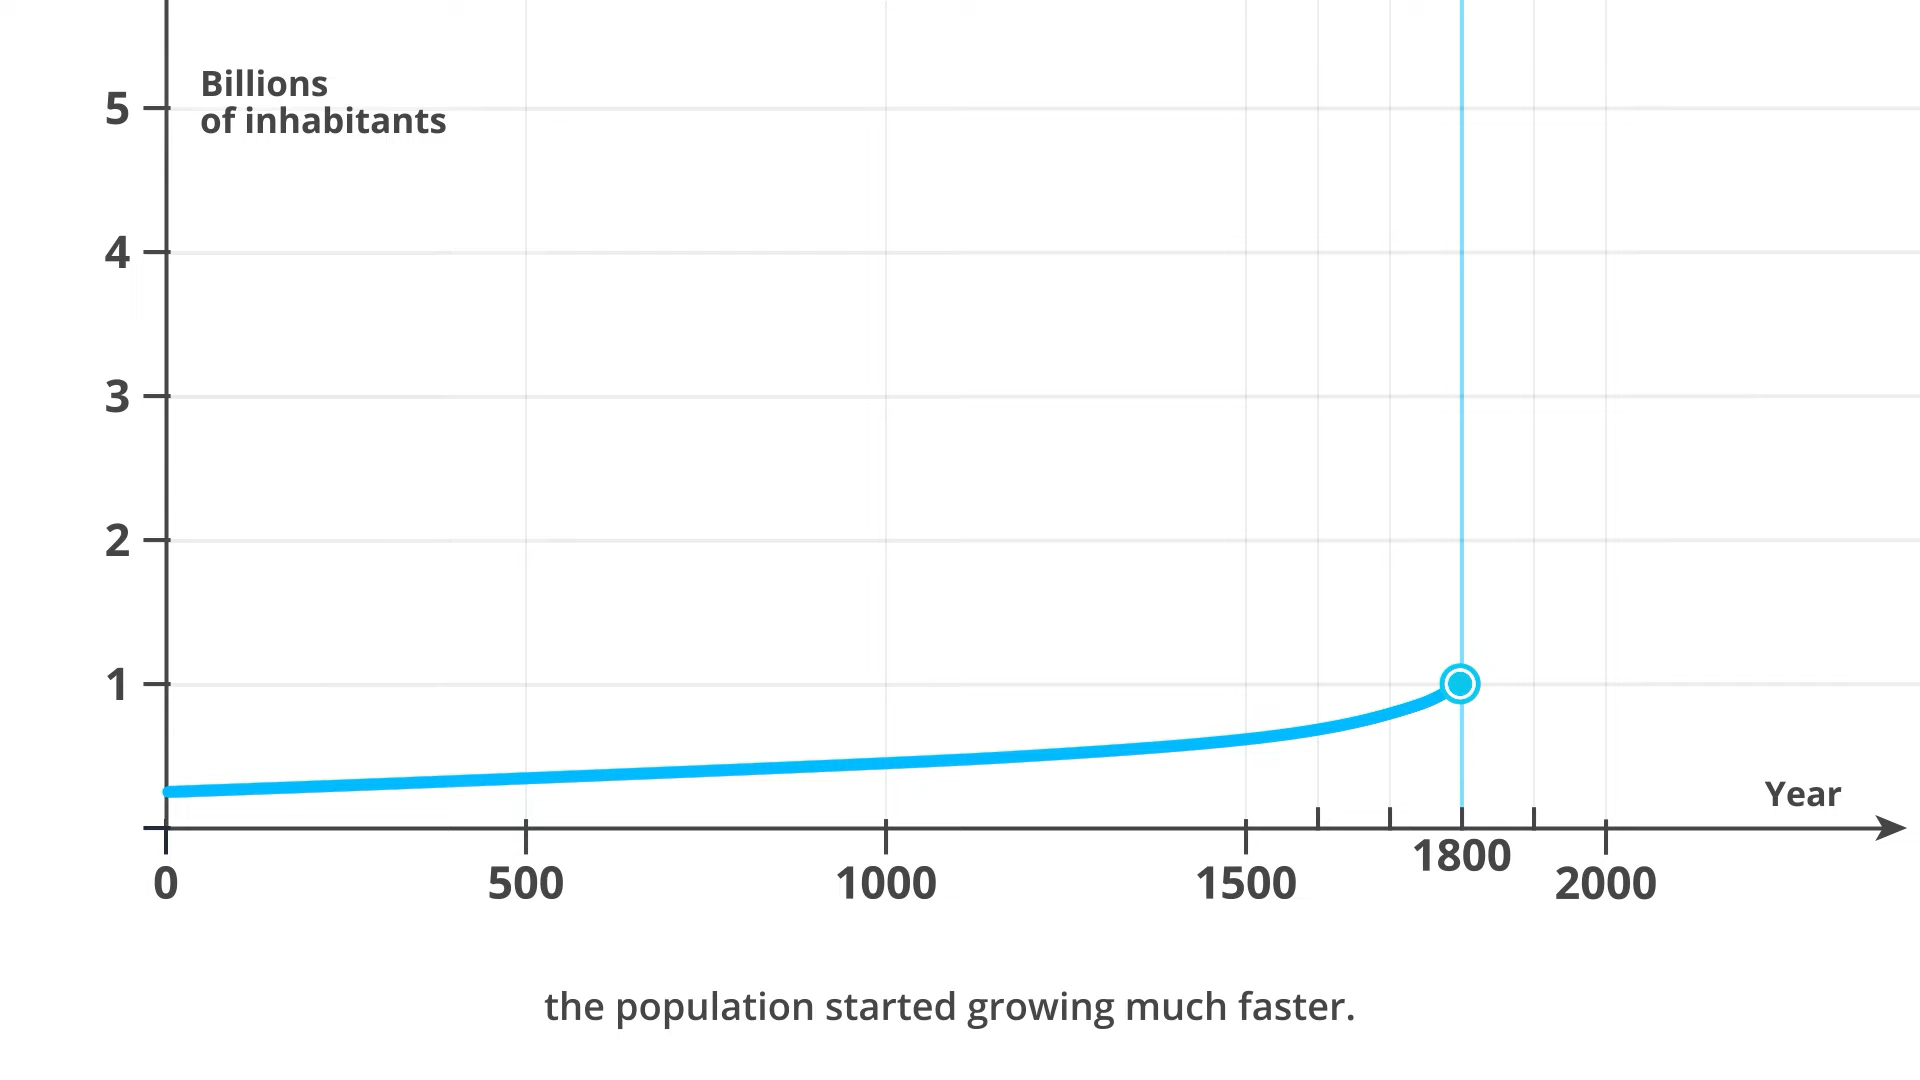 Billions
of inhabitants
5
4
3
2
1
Year
0
500
1000
1500
1800
2000
the population started growing much faster.